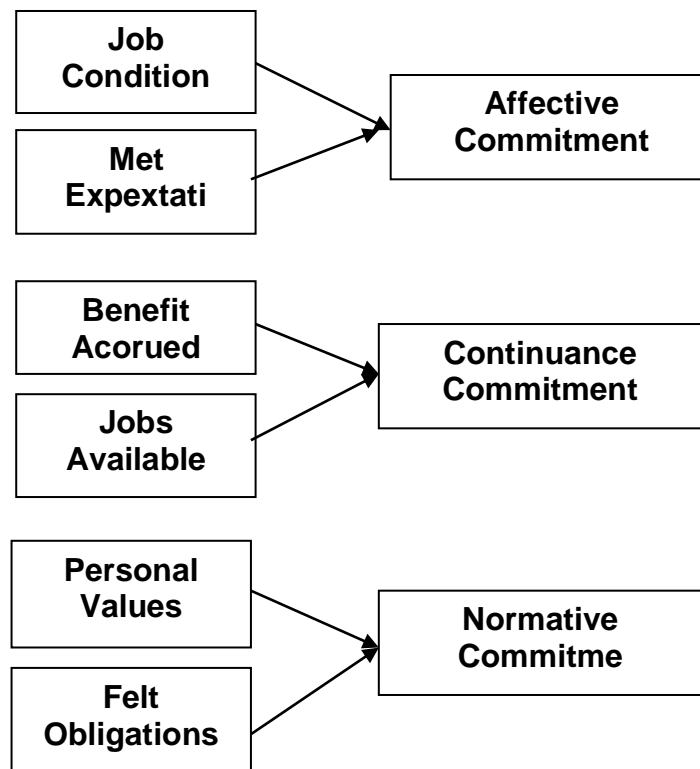 Job
Condition
Met
Expextati
Affective
Commitment
Benefit
Acorued
Jobs
Available
Continuance
Commitment
Personal
Values
Felt
Obligations
Normative
Commitme